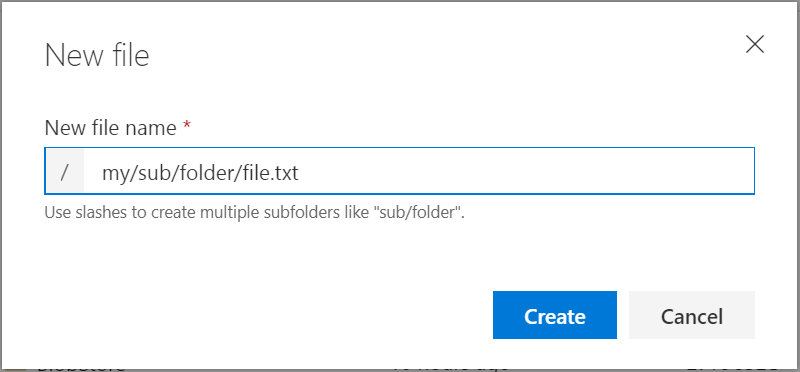 New file
New file name *
/ my/sub/folder/file.txt
Use slashes to create multiple subfolders like "sub/folder".
Create Cancel